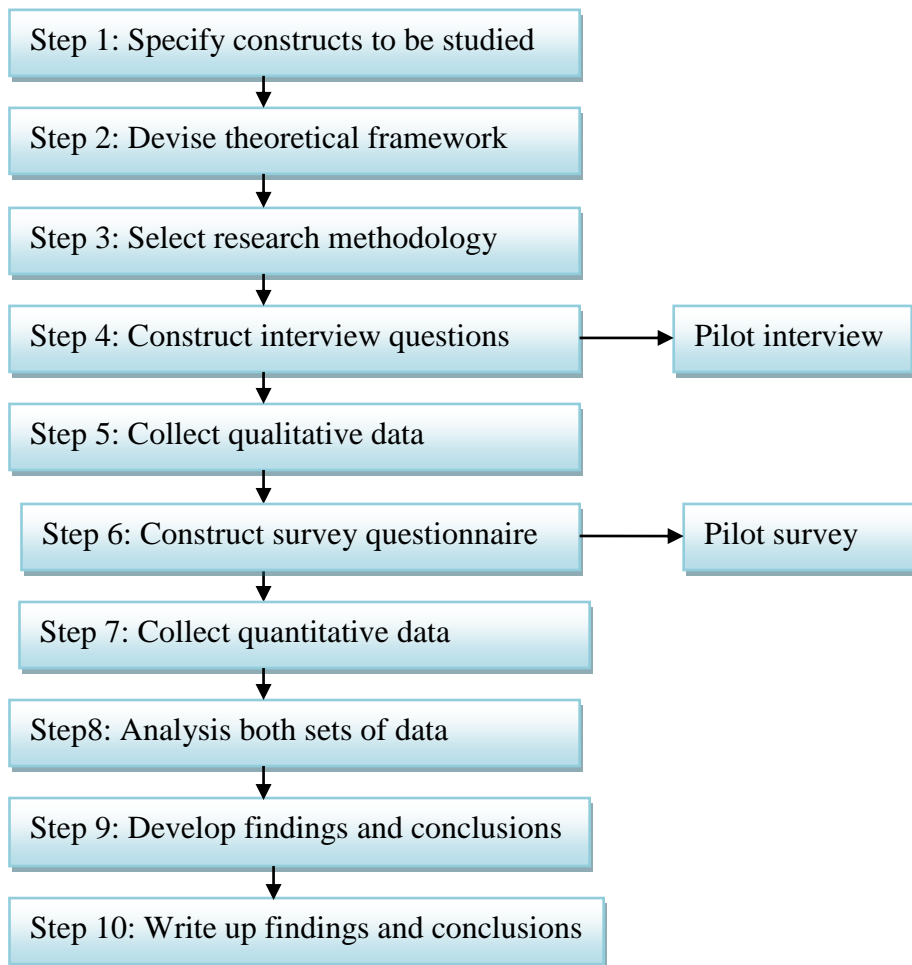 Step 1: Specify constructs to be studied
Step 2: Devise theoretical framework
Step 3: Select research methodology
Step 4: Construct interview questions
Pilot interview
Step 5: Collect qualitative data
Step 6: Construct survey questionnaire
Pilot survey
Step 7: Collect quantitative data
Step8: Analysis both sets of data
Step 9: Develop findings and conclusions
Step 10: Write up findings and conclusions